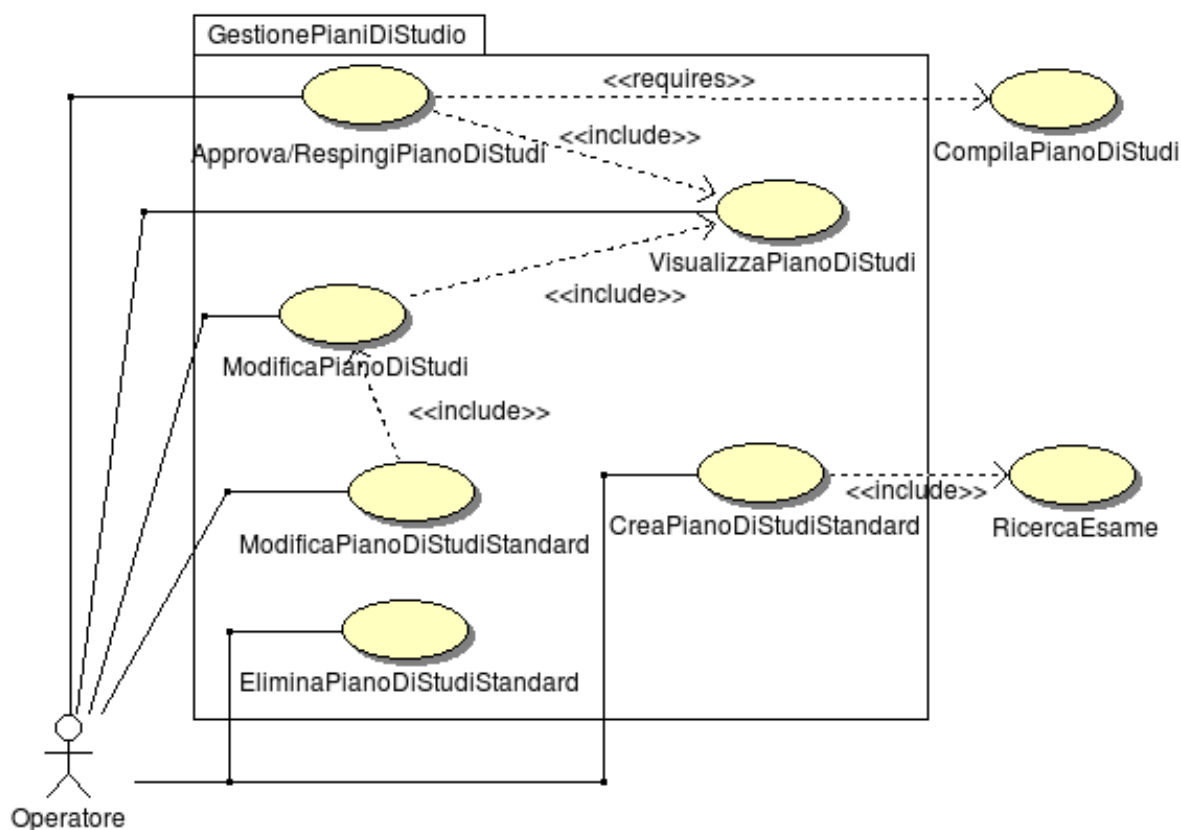 GestionePianiDiStudio
<<requires>>
<<include>>
Approva/RespingiPianoDiStudi
CompilaPianoDiStudi
VisualizzaPianoDiStudi
<<include>>
ModificaPianoDiStudi
<<include>>
<<include>>
CreaPianoDiStudiStandard
RicercaEsame
ModificaPianoDiStudiStandard
EliminaPianoDiStudiStandard
Operatore